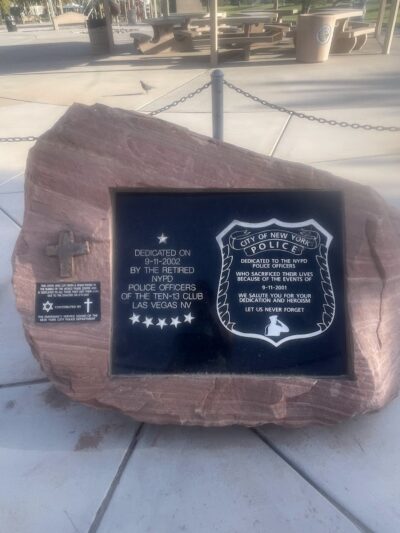 DEDICATED ON
9-11-2002
BY THE RETIRED
NYPD
POLICE OFFICERS
OF THE TEN-13 CLUB
LAS VEGAS NV
CITY OF NEW YORK
POLICE
DEDICATED TO THE NYPD
POLICE OFFICERS
WHO SACRIFICED THEIR LIVES
BECAUSE OF THE EVENTS OF
9-11-2001
WE SALUTE YOU FOR YOUR
DEDICATION AND HEROISM
LET US NEVER FORGET
CONTRIBUTED BY